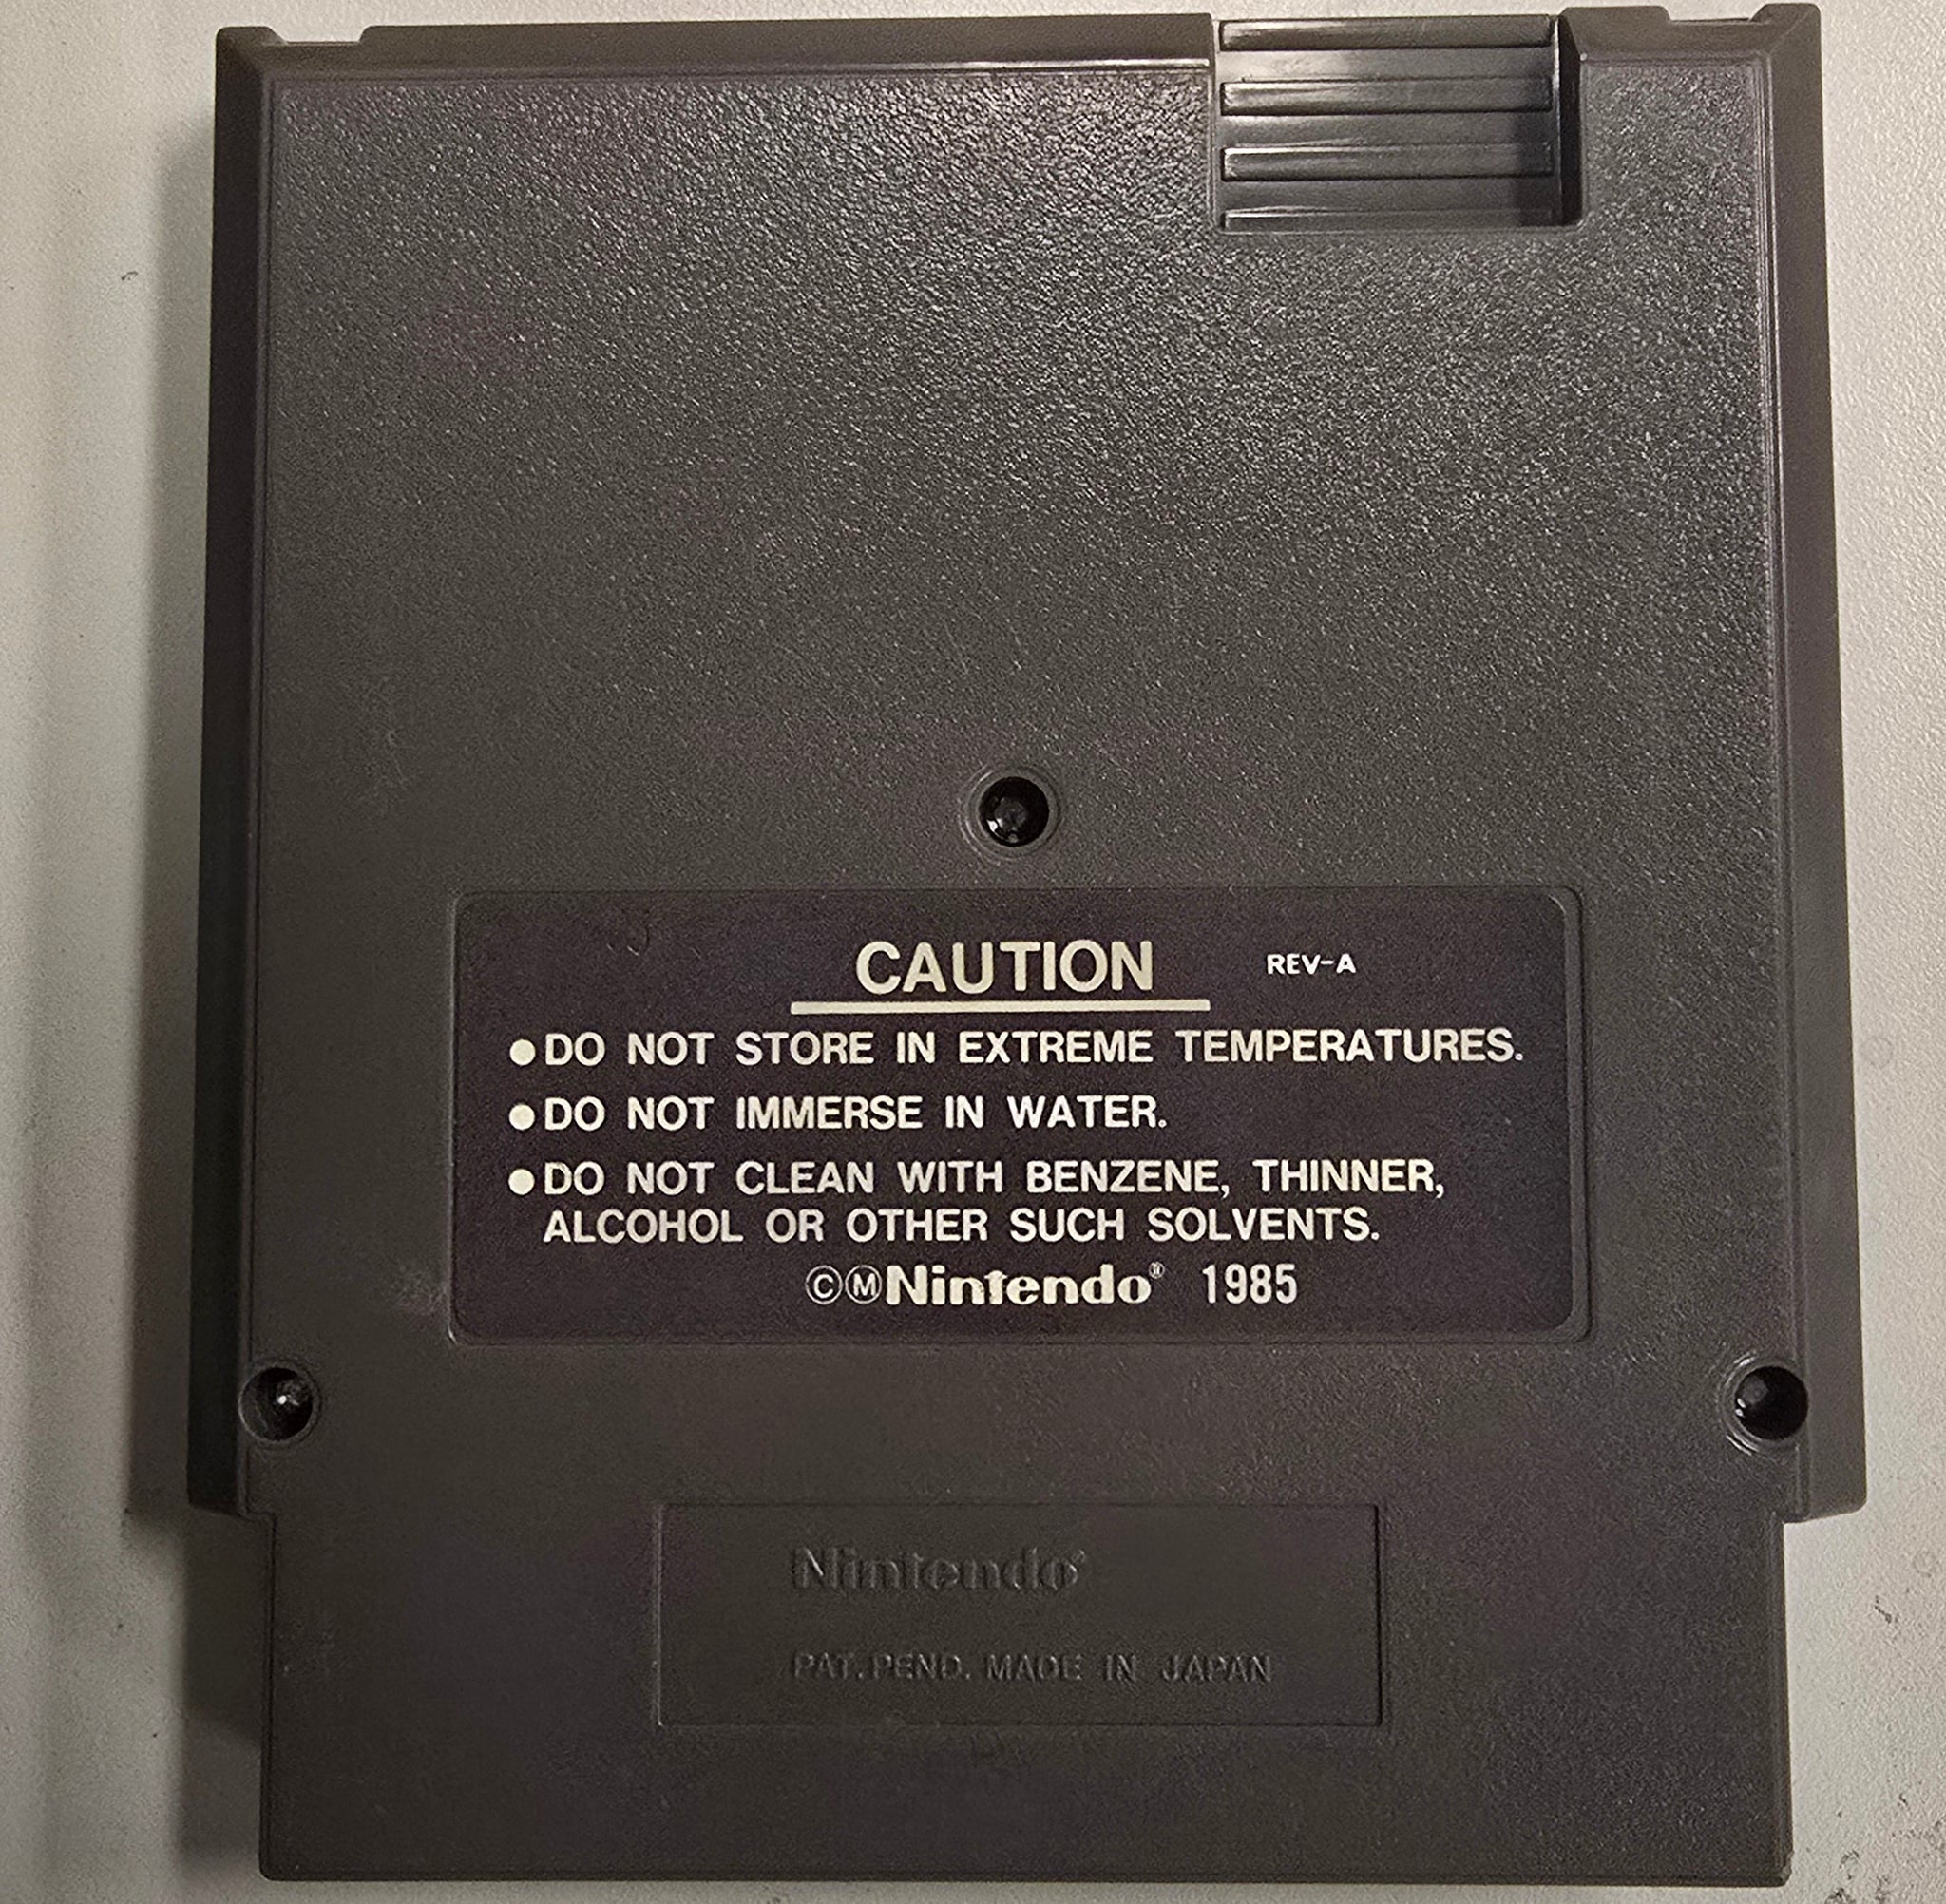 CAUTION REV-A
●DO NOT STORE IN EXTREME TEMPERATURES.
●DO NOT IMMERSE IN WATER.
●DO NOT CLEAN WITH BENZENE, THINNER,
ALCOHOL OR OTHER SUCH SOLVENTS.
©ⓂNintendo® 1985
Nintendo®
PAT. PEND. MADE IN JAPAN